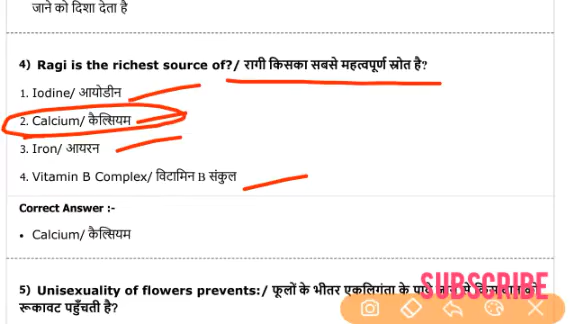 जाने को दिशा देता है
4) Ragi is the richest source of?/ रागी किसका सबसे महत्वपूर्ण स्रोत है?
1. Iodine/ आयोडीन
2. Calcium/ कैल्सियम
3. Iron/ आयरन
4. Vitamin B Complex/ विटामिन B संकुल
Correct Answer :-
• Calcium/ कैल्सियम
5) Unisexuality of flowers prevents:/ फूलों के भीतर एकलिंगता के
SUBSCRIBE
रूकावट पहुँचती है?